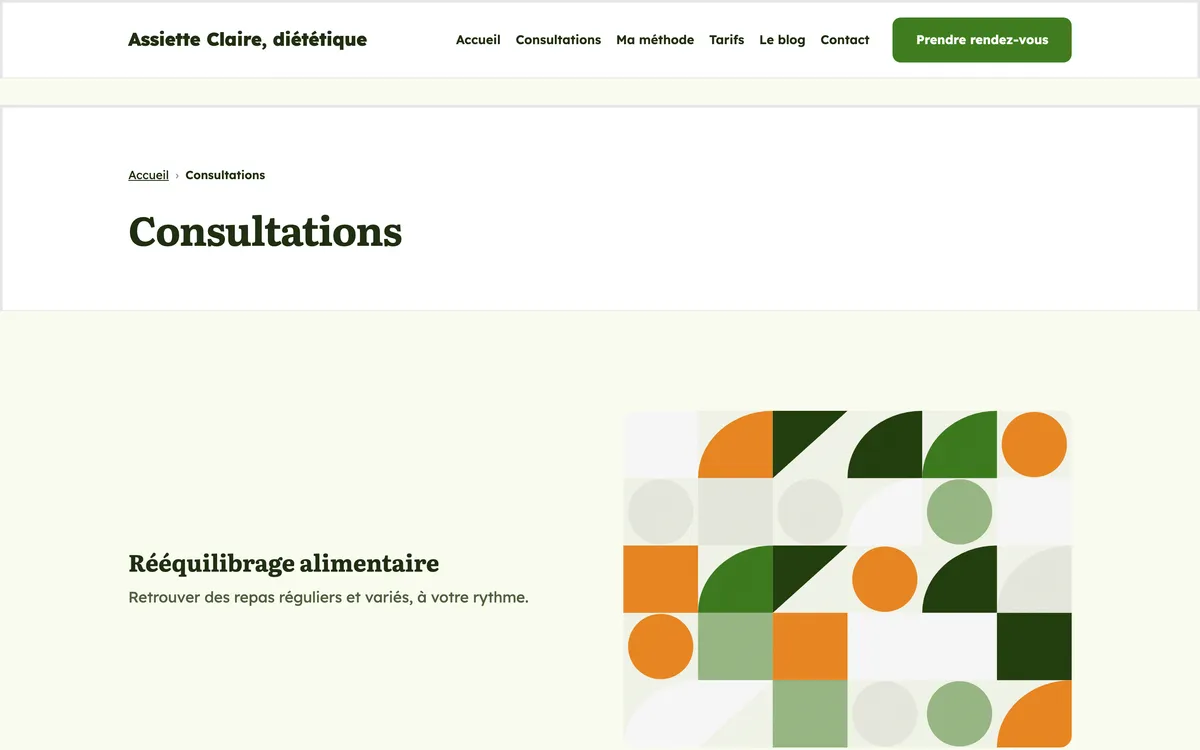 Assiette Claire, diététique
Accueil Consultations Ma méthode Tarifs Le blog Contact Prendre rendez-vous
Accueil › Consultations
Consultations
Rééquilibrage alimentaire
Retrouver des repas réguliers et variés, à votre rythme.